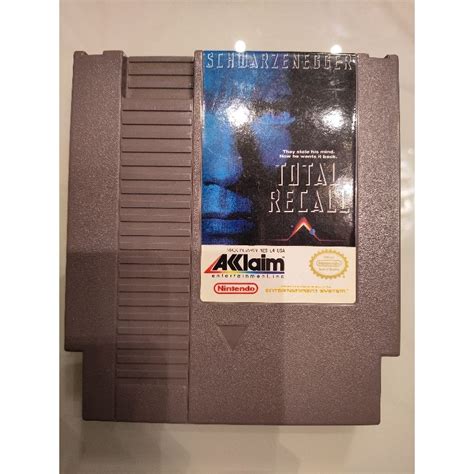 SCHWARZENEGGER
They stole his mind.
Now he wants it back.
TOTAL
RECALL
AKlaim
entertainment, inc.
Nintendo
ENTERTAINMENT SYSTEM